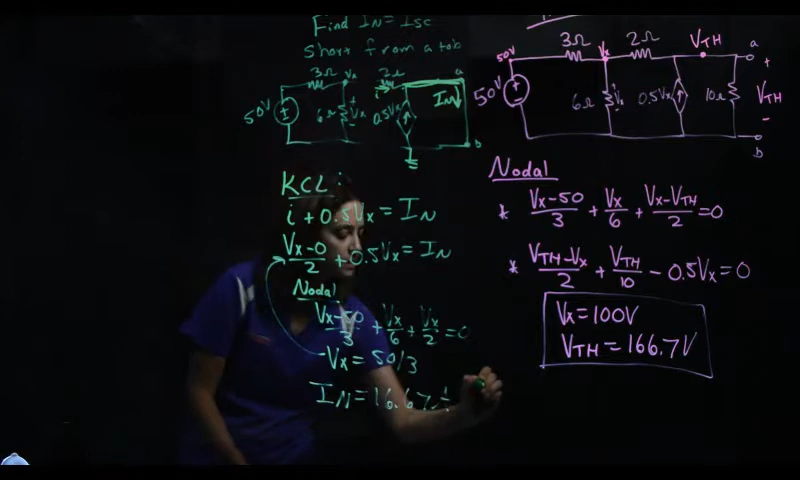 Find IN = Isc
Short from a to b
3Ω Vx 2Ω a
50V + - 6Ω + Vx - 0.5Vx IN
i
b
KCL:
i + 0.5Vx = IN
Vx-0/2 + 0.5Vx = IN
Nodal
Vx-50/3 + Vx/6 + Vx/2 = 0
Vx = 50/3
IN = 16.67A
50V 3Ω Vx 2Ω VTH a
50V + - 6Ω + Vx - 0.5Vx 10Ω + VTH -
b
Nodal
* Vx-50/3 + Vx/6 + Vx-VTH/2 = 0
* VTH-Vx/2 + VTH/10 - 0.5Vx = 0
Vx = 100V
VTH = 166.7V